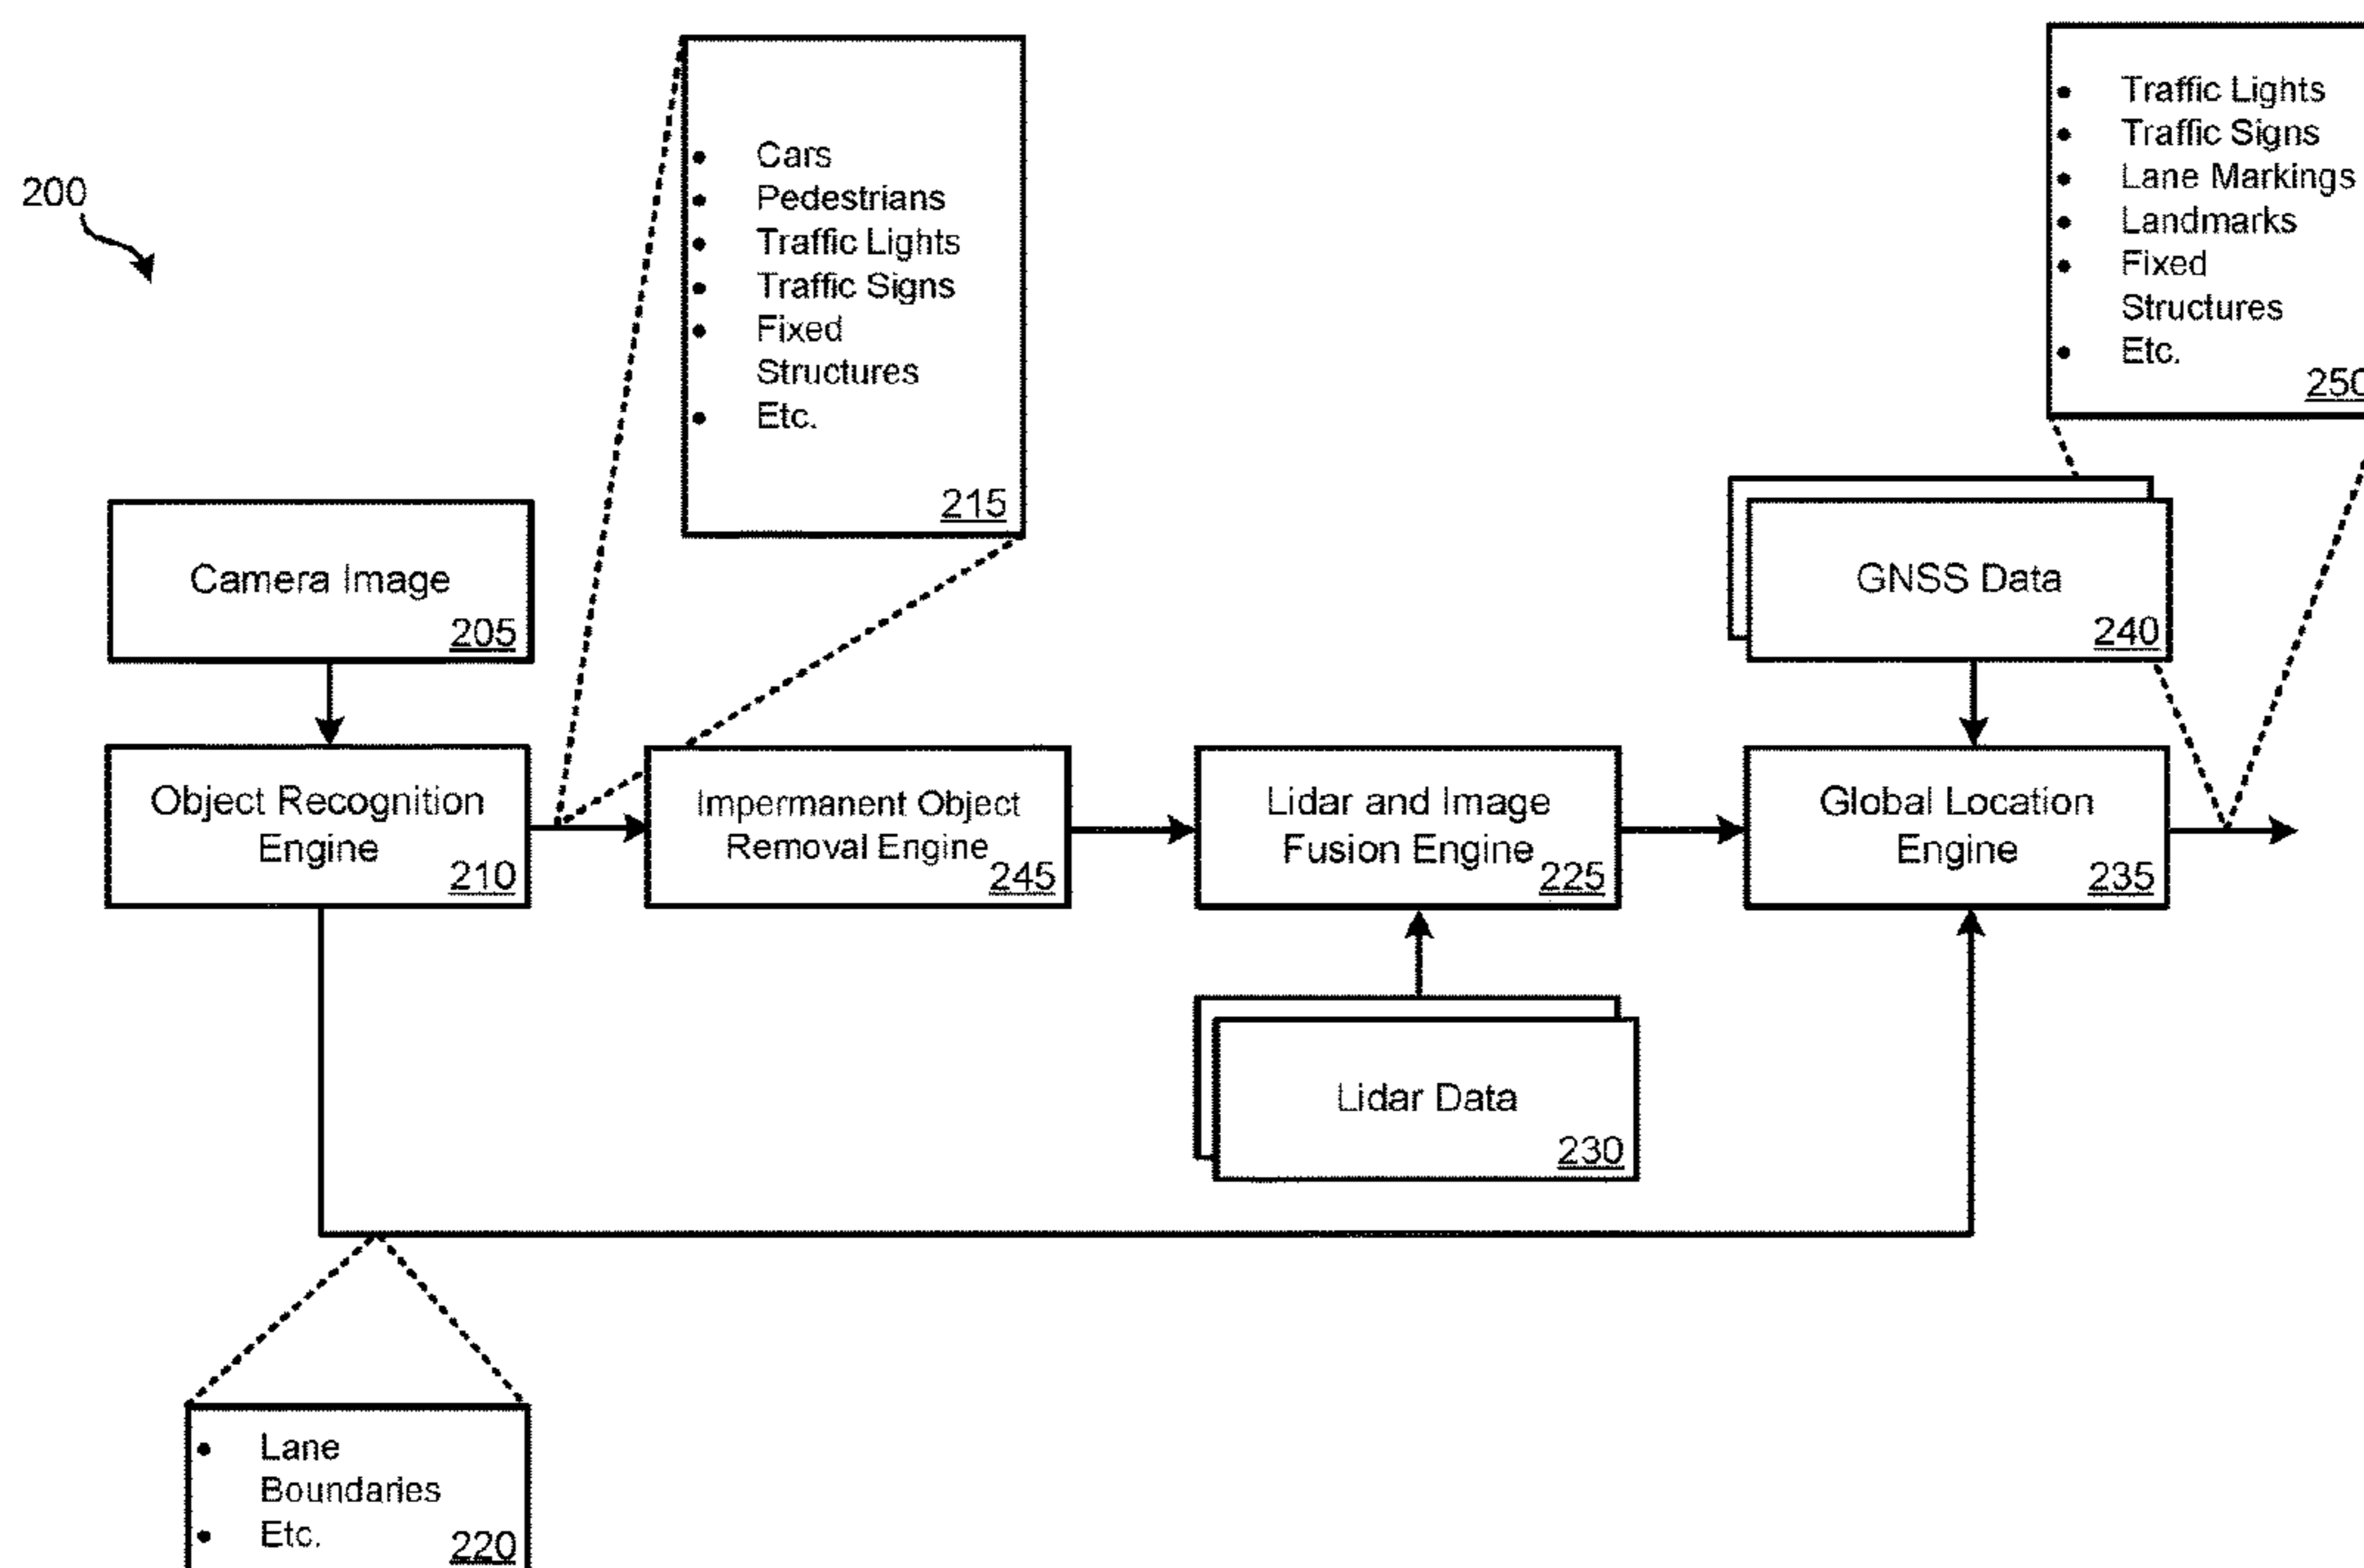 200
• Cars
• Pedestrians
• Traffic Lights
• Traffic Signs
• Fixed
Structures
• Etc.
215
• Traffic Lights
• Traffic Signs
• Lane Markings
• Landmarks
• Fixed
Structures
• Etc.
250
Camera Image
205
GNSS Data
240
Object Recognition
Engine
210
Impermanent Object
Removal Engine
245
Lidar and Image
Fusion Engine
225
Global Location
Engine
235
Lidar Data
230
• Lane
Boundaries
• Etc.
220